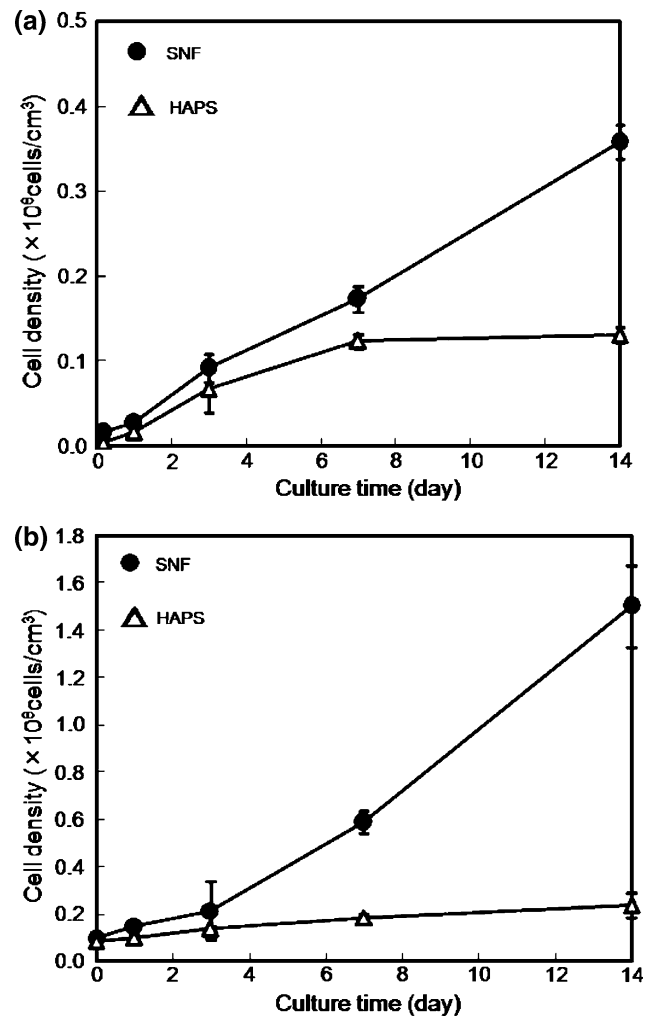 (a)
0.5
0.4
0.3
0.2
0.1
0.0
Cell density (×10⁶cells/cm³)
SNF
HAPS
0 2 4 6 8 10 12 14
Culture time (day)
(b)
1.8
1.6
1.4
1.2
1.0
0.8
0.6
0.4
0.2
0.0
Cell density (×10⁶cells/cm³)
SNF
HAPS
0 2 4 6 8 10 12 14
Culture time (day)